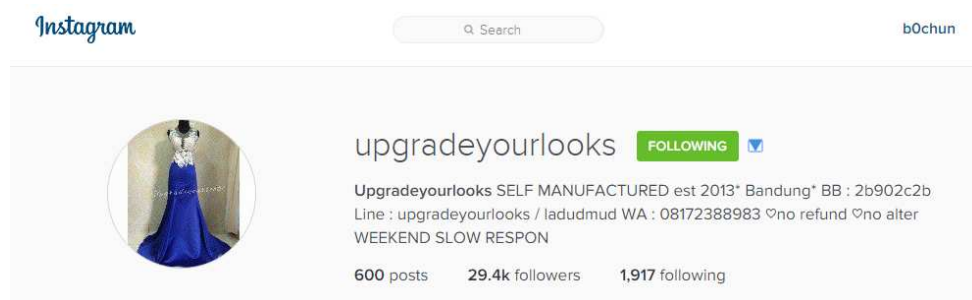 Instagram
Search
b0chun
upgradeyourlooks FOLLOWING
Upgradeyourlooks SELF MANUFACTURED est 2013* Bandung* BB : 2b902c2b
Line : upgradeyourlooks / ladudmud WA : 08172388983 ♡no refund ♡no alter
WEEKEND SLOW RESPON
600 posts 29.4k followers 1,917 following